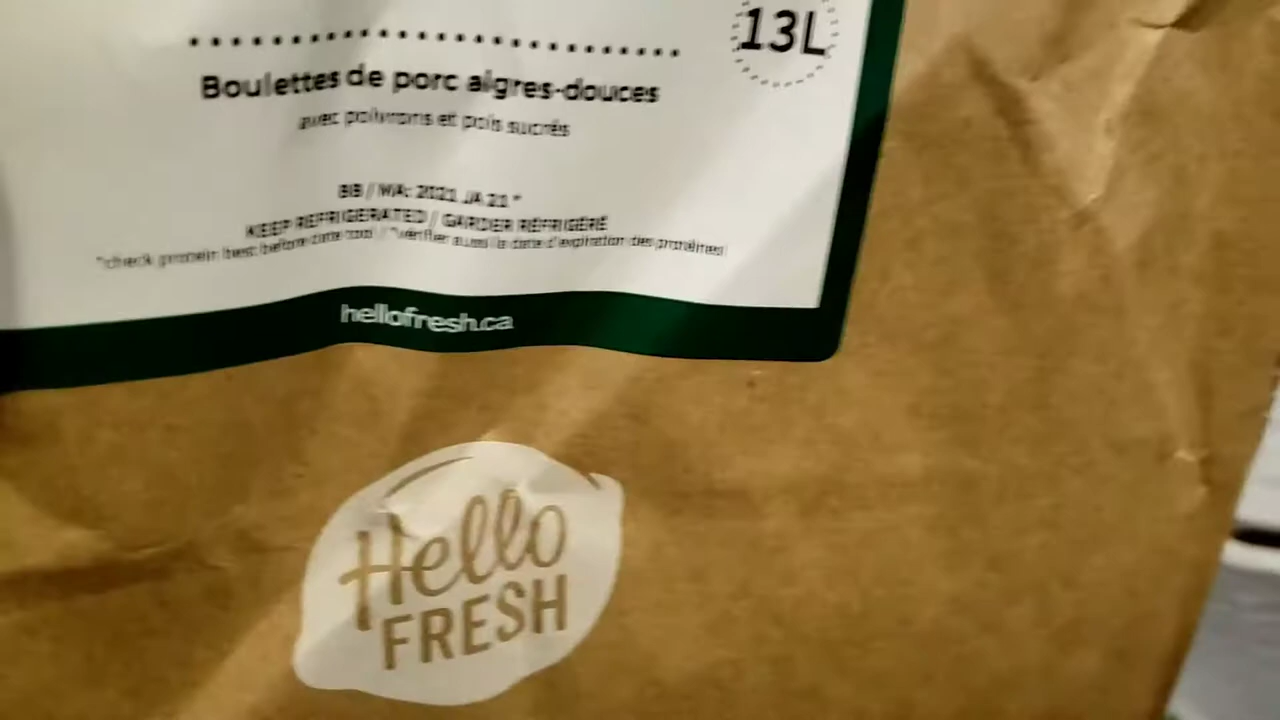 13L
Boulettes de porc aigres-douces
avec poivrons et pois sucrés
BB / MA: 2021 JA 21 *
KEEP REFRIGERATED / GARDER RÉFRIGÉRÉ
*check protein best before date too! / *vérifier aussi la date d'expiration des protéines!
hellofresh.ca
Hello
FRESH